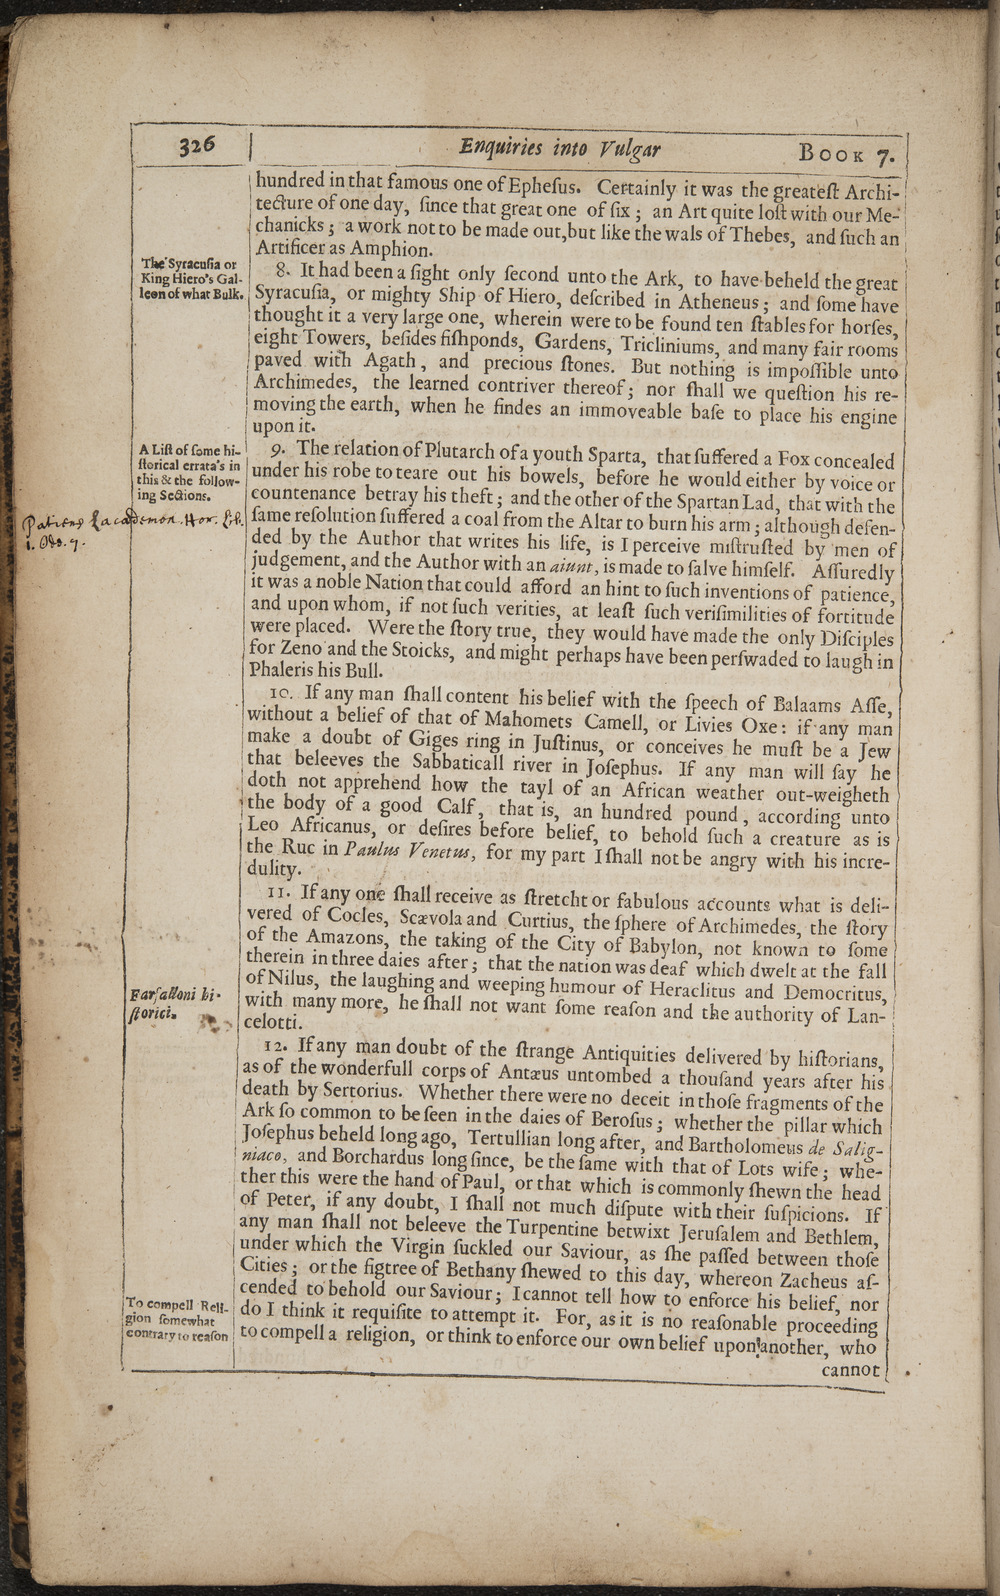 326
Enquiries into Vulgar
BOOK 7.
hundred in that famous one of Epheſus. Certainly it was the greateſt Archi-
tecture of one day, ſince that great one of ſix; an Art quite loſt with our Me-
chanicks; a work not to be made out, but like the wals of Thebes, and ſuch an
Artificer as Amphion.
The Syracuſia or
King Hiero's Gal-
leon of what Bulk.
8. It had been a ſight only ſecond unto the Ark, to have beheld the great
Syracuſia, or mighty Ship of Hiero, deſcribed in Atheneus; and ſome have
thought it a very large one, wherein were to be found ten ſtables for horſes,
eight Towers, beſides fiſhponds, Gardens, Tricliniums, and many fair rooms
paved with Agath, and precious ſtones. But nothing is impoſſible unto
Archimedes, the learned contriver thereof; nor ſhall we queſtion his re-
moving the earth, when he findes an immoveable baſe to place his engine
upon it.
A Liſt of ſome hi-
ſtorical errata's in
this & the follow-
ing Sections.
Patiens Lacædemon. Hor. lib.
1. Ode. 7.
9. The relation of Plutarch of a youth Sparta, that ſuffered a Fox concealed
under his robe to teare out his bowels, before he would either by voice or
countenance betray his theft; and the other of the Spartan Lad, that with the
ſame reſolution ſuffered a coal from the Altar to burn his arm; although defen-
ded by the Author that writes his life, is I perceive miſtruſted by men of
judgement, and the Author with an aiunt, is made to ſalve himſelf. Aſſuredly
it was a noble Nation that could afford an hint to ſuch inventions of patience,
and upon whom, if not ſuch verities, at leaſt ſuch veriſimilities of fortitude
were placed. Were the ſtory true, they would have made the only Diſciples
for Zeno and the Stoicks, and might perhaps have been perſwaded to laugh in
Phaleris his Bull.
10. If any man ſhall content his belief with the ſpeech of Balaams Aſſe,
without a belief of that of Mahomets Camell, or Livies Oxe: if any man
make a doubt of Giges ring in Juſtinus, or conceives he muſt be a Jew
that beleeves the Sabbaticall river in Joſephus. If any man will ſay he
doth not apprehend how the tayl of an African weather out-weigheth
the body of a good Calf, that is, an hundred pound, according unto
Leo Africanus, or deſires before belief, to behold ſuch a creature as is
the Ruc in Paulus Venetus, for my part I ſhall not be angry with his incre-
dulity.
11. If any one ſhall receive as ſtretcht or fabulous accounts what is deli-
vered of Cocles, Scævola and Curtius, the ſphere of Archimedes, the ſtory
of the Amazons, the taking of the City of Babylon, not known to ſome
therein in three daies after; that the nation was deaf which dwelt at the fall
of Nilus, the laughing and weeping humour of Heraclitus and Democritus,
with many more, he ſhall not want ſome reaſon and the authority of Lan-
celotti.
Farſalloni hi-
ſtorici.
12. If any man doubt of the ſtrange Antiquities delivered by hiſtorians,
as of the wonderfull corps of Antæus untombed a thouſand years after his
death by Sertorius. Whether there were no deceit in thoſe fragments of the
Ark ſo common to be ſeen in the daies of Beroſus; whether the pillar which
Joſephus beheld long ago, Tertullian long after, and Bartholomeus de Salig-
niaco, and Borchardus long ſince, be the ſame with that of Lots wife; whe-
ther this were the hand of Paul, or that which is commonly ſhewn the head
of Peter, if any doubt, I ſhall not much diſpute with their ſuſpicions. If
any man ſhall not beleeve the Turpentine betwixt Jeruſalem and Bethlem,
under which the Virgin ſuckled our Saviour, as ſhe paſſed between thoſe
Cities; or the figtree of Bethany ſhewed to this day, whereon Zacheus aſ-
cended to behold our Saviour; I cannot tell how to enforce his belief, nor
do I think it requiſite to attempt it. For, as it is no reaſonable proceeding
to compell a religion, or think to enforce our own belief upon another, who
To compell Reli-
gion ſomewhat
contrary to reaſon
cannot